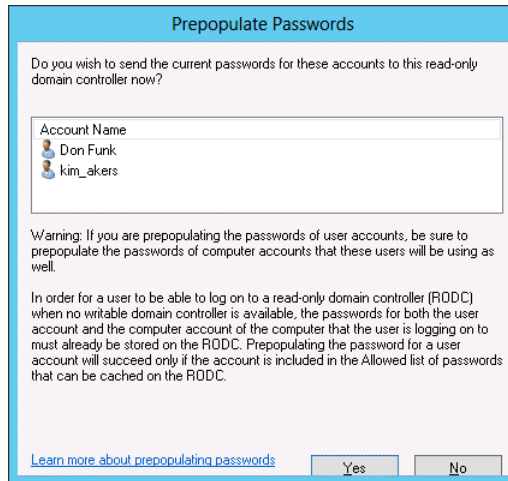 Prepopulate Passwords
Do you wish to send the current passwords for these accounts to this read-only
domain controller now?
Account Name
Don Funk
kim_akers
Warning: If you are prepopulating the passwords of user accounts, be sure to
prepopulate the passwords of computer accounts that these users will be using as
well.
In order for a user to be able to log on to a read-only domain controller (RODC)
when no writable domain controller is available, the passwords for both the user
account and the computer account of the computer that the user is logging on to
must already be stored on the RODC. Prepopulating the password for a user
account will succeed only if the account is included in the Allowed list of passwords
that can be cached on the RODC.
Learn more about prepopulating passwords Yes No